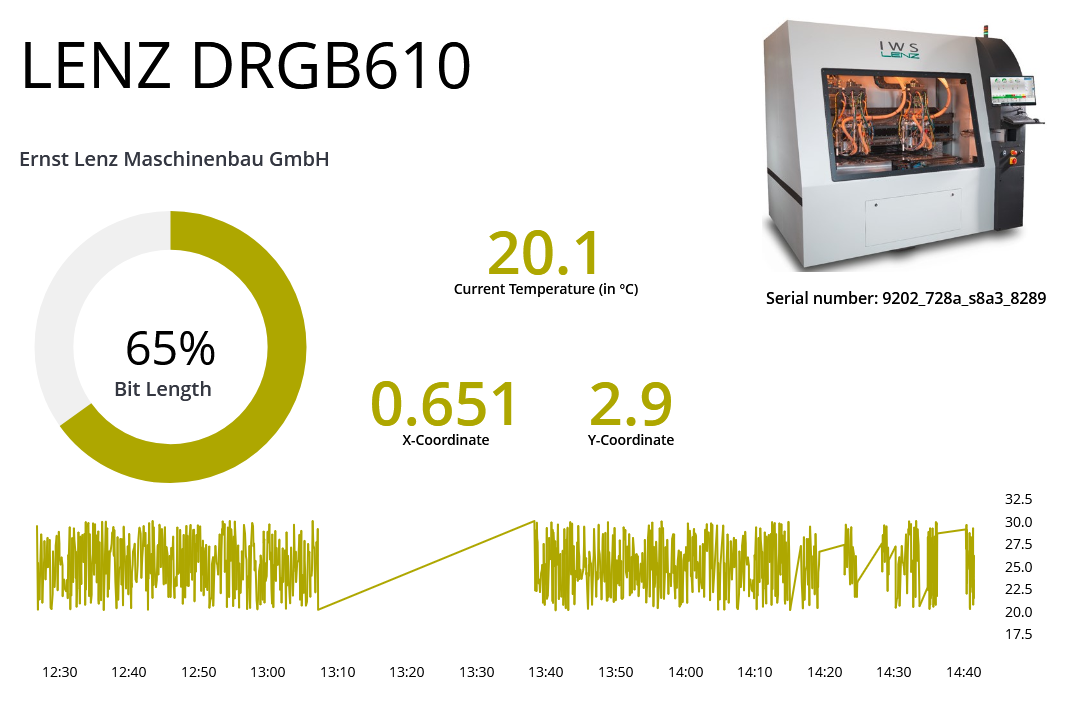 LENZ DRGB610
IWS
LENZ
Ernst Lenz Maschinenbau GmbH
20.1
Current Temperature (in °C)
Serial number: 9202_728a_s8a3_8289
65%
Bit Length
0.651
X-Coordinate
2.9
Y-Coordinate
32.5
30.0
27.5
25.0
22.5
20.0
17.5
12:30 12:40 12:50 13:00 13:10 13:20 13:30 13:40 13:50 14:00 14:10 14:20 14:30 14:40